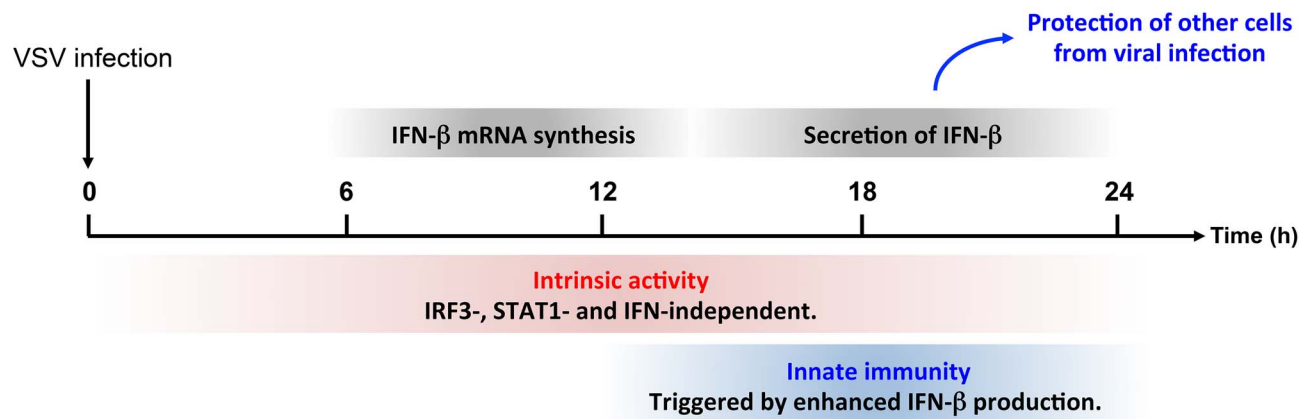 Protection of other cells
from viral infection
VSV infection
IFN-β mRNA synthesis
Secretion of IFN-β
0
6
12
18
24
Time (h)
Intrinsic activity
IRF3-, STAT1- and IFN-independent.
Innate immunity
Triggered by enhanced IFN-β production.